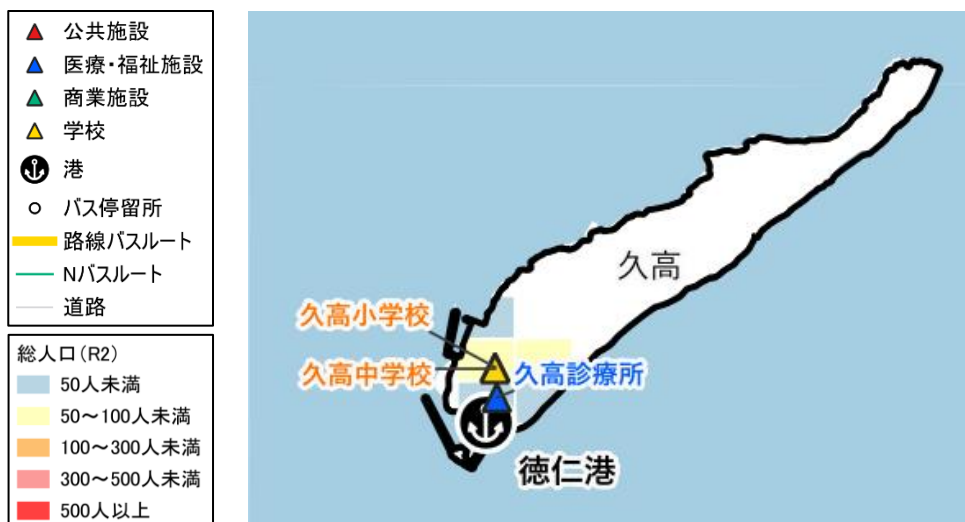 公共施設
医療・福祉施設
商業施設
学校
港
バス停留所
路線バスルート
Nバスルート
道路
総人口(R2)
50人未満
50～100人未満
100～300人未満
300～500人未満
500人以上
久高
久高小学校
久高中学校
久高診療所
徳仁港